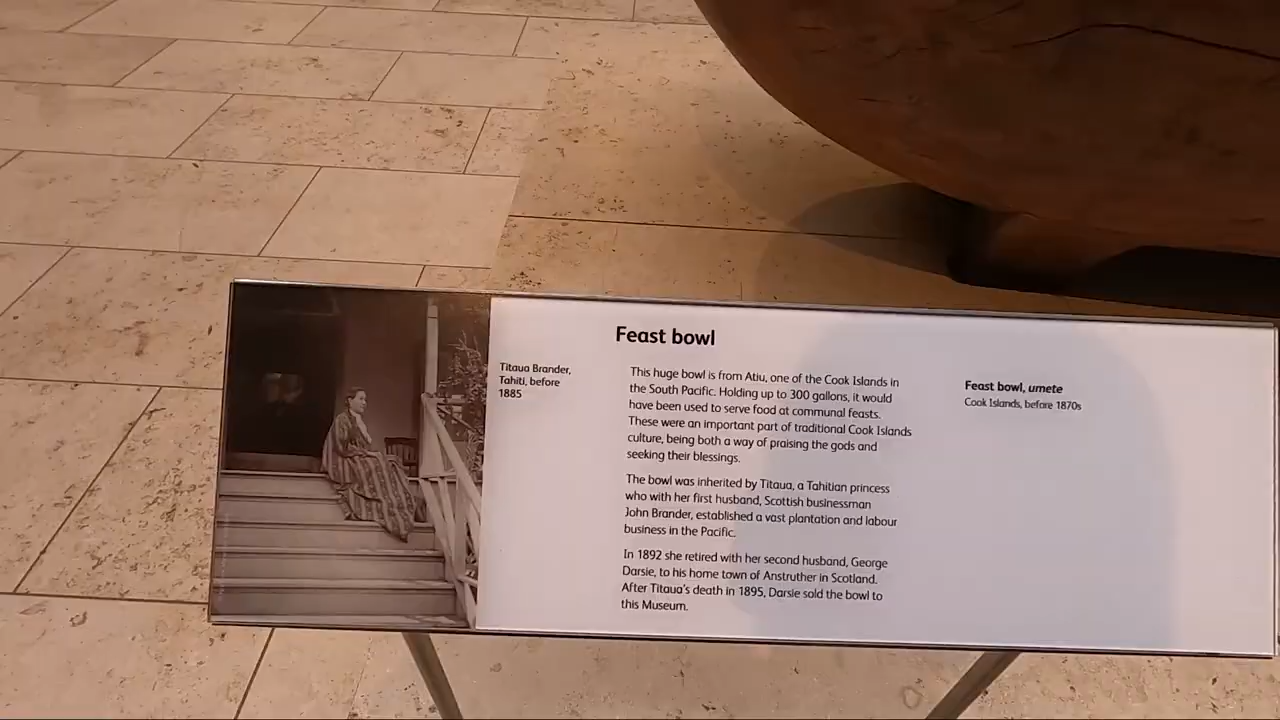 Feast bowl
Titaua Brander,
Tahiti, before
1885
This huge bowl is from Atiu, one of the Cook Islands in
the South Pacific. Holding up to 300 gallons, it would
have been used to serve food at communal feasts.
These were an important part of traditional Cook Islands
culture, being both a way of praising the gods and
seeking their blessings.
The bowl was inherited by Titaua, a Tahitian princess
who with her first husband, Scottish businessman
John Brander, established a vast plantation and labour
business in the Pacific.
In 1892 she retired with her second husband, George
Darsie, to his home town of Anstruther in Scotland.
After Titaua's death in 1895, Darsie sold the bowl to
this Museum.
Feast bowl, umete
Cook Islands, before 1870s